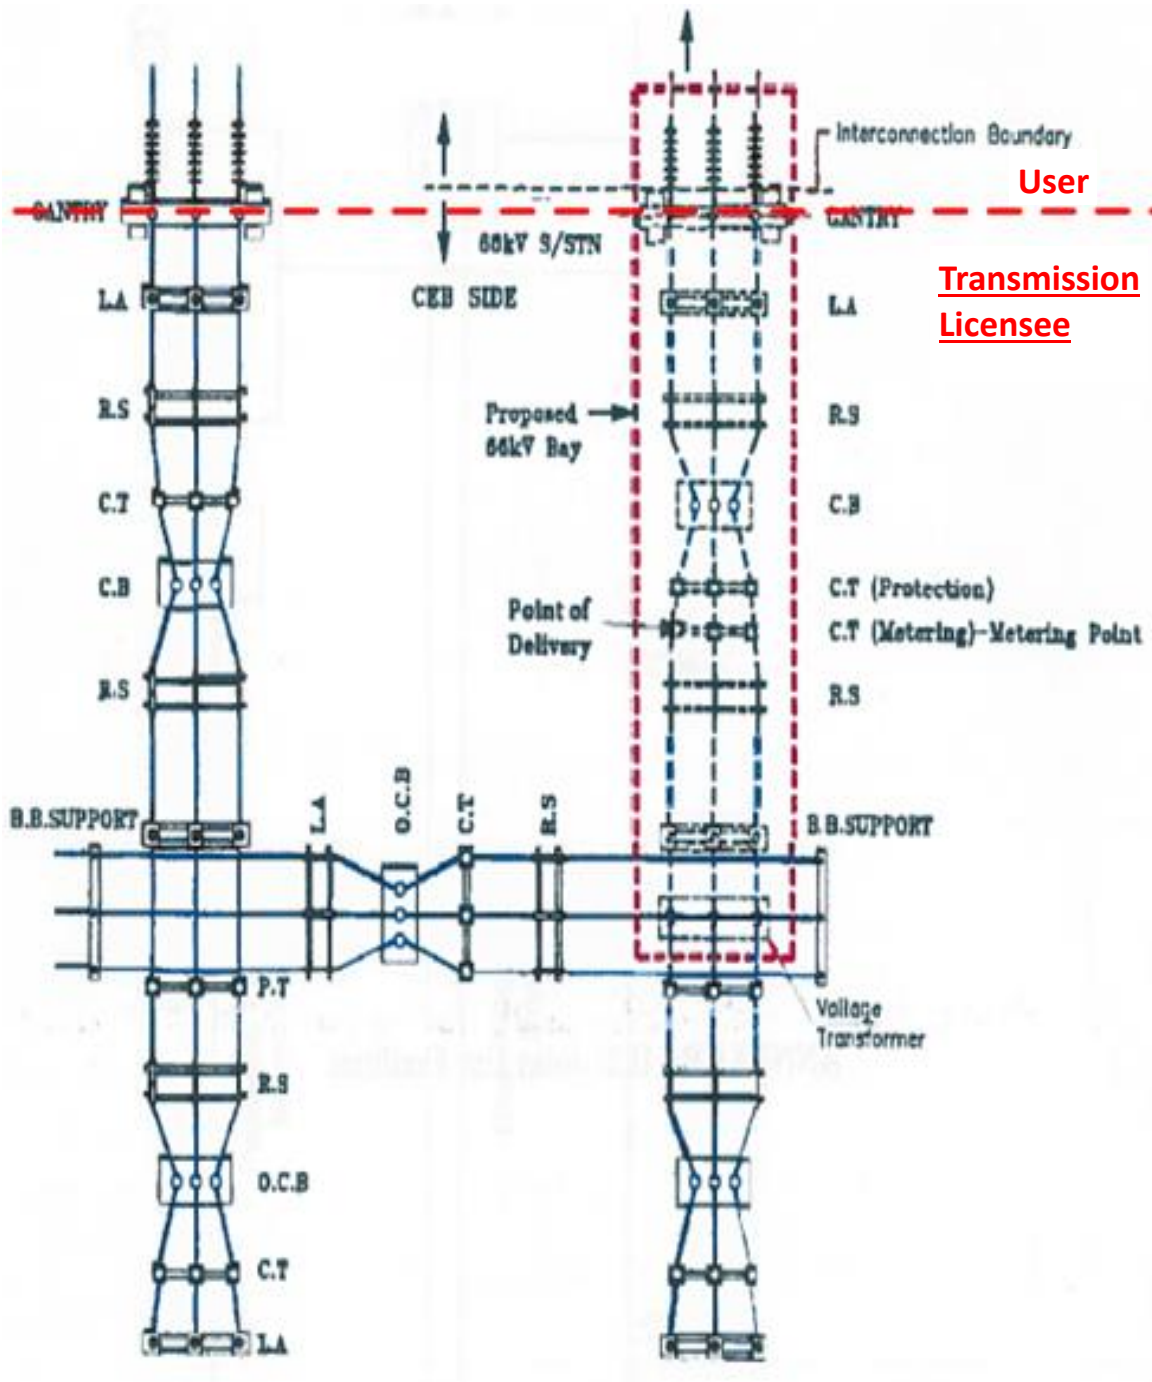 Interconnection Boundary
User
GANTRY
GANTRY
66kV S/STN
Transmission
Licensee
CEB SIDE
L.A
L.A
R.S
Proposed
66kV Bay
R.S
C.T
C.B
C.B
C.T (Protection)
Point of
Delivery
C.T (Metering)-Metering Point
R.S
R.S
L.A
O.C.B
C.T
R.S
B.B.SUPPORT
B.B.SUPPORT
P.T
Voltage
Transformer
R.S
O.C.B
C.T
L.A